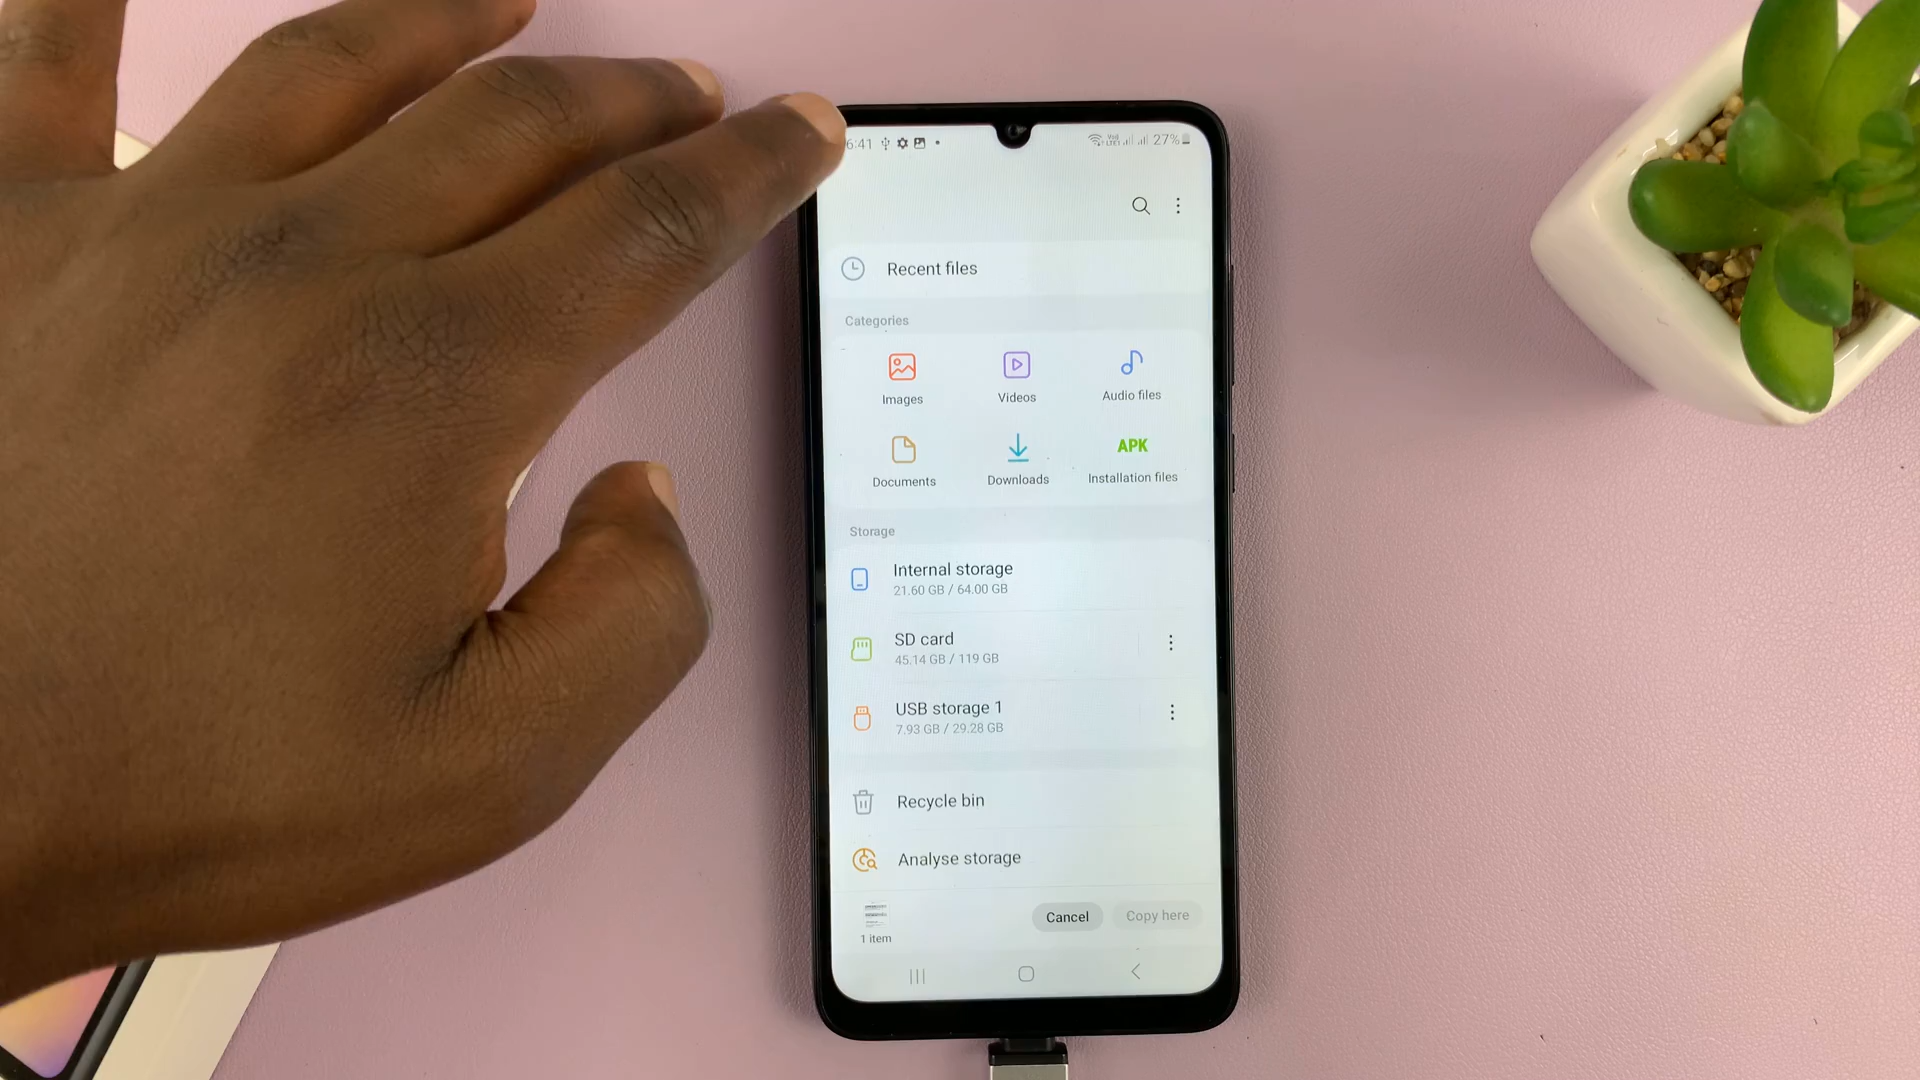 6:41 27%
Recent files
Categories
Images Videos Audio files
APK
Documents Downloads Installation files
Storage
Internal storage
21.60 GB / 64.00 GB
SD card
45.14 GB / 119 GB
USB storage 1
7.93 GB / 29.28 GB
Recycle bin
Analyse storage
Cancel Copy here
1 item